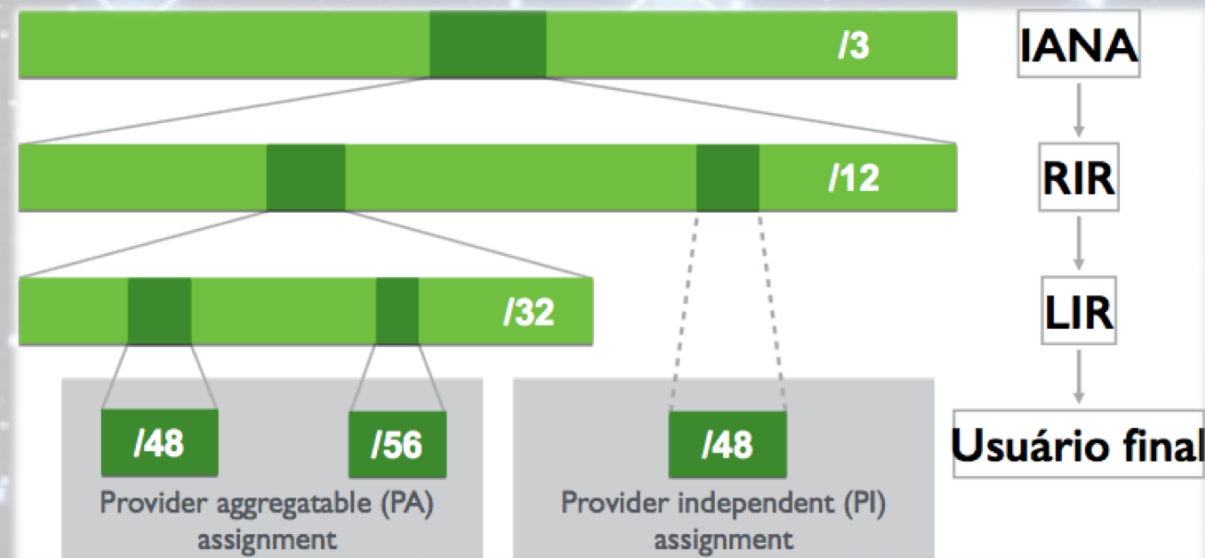 /3
IANA
/12
RIR
/32
LIR
/48
/56
/48
Usuário final
Provider aggregatable (PA)
assignment
Provider independent (PI)
assignment